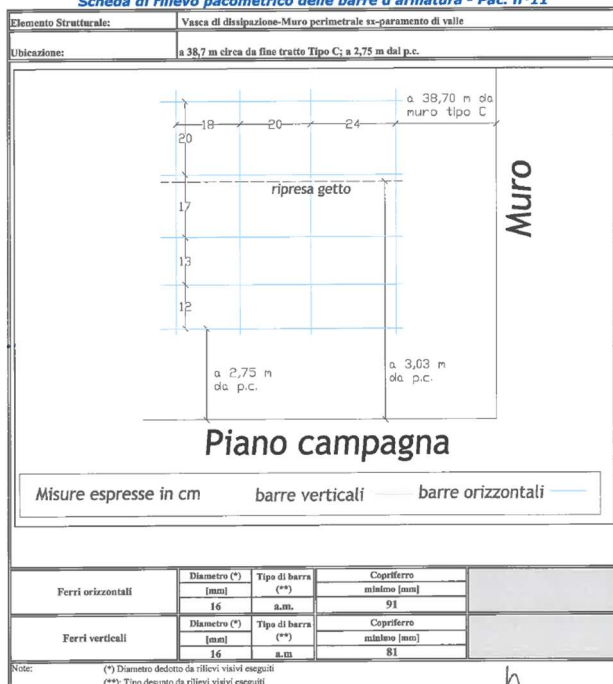 Scheda di rilievo pacometrico delle barre d'armatura - Pac. n°11
Elemento Strutturale: Vasca di dissipazione-Muro perimetrale sx-paramento di valle
Ubicazione: a 38,7 m circa da fine tratto Tipo C; a 2,75 m dal p.c.
a 38,70 m da
muro tipo C
18 20 24
20
ripresa getto
Muro
17
13
12
a 2,75 m
da p.c.
a 3,03 m
da p.c.
Piano campagna
Misure espresse in cm barre verticali barre orizzontali
Ferri orizzontali Diametro (*) Tipo di barra Copriferro
[mm] (**) minimo [mm]
16 a.m. 91
Ferri verticali Diametro (*) Tipo di barra Copriferro
[mm] (**) minimo [mm]
16 a.m 81
Note: (*) Diametro dedotto da rilievi visivi eseguiti
(**): Tipo desunto da rilievi visivi eseguiti